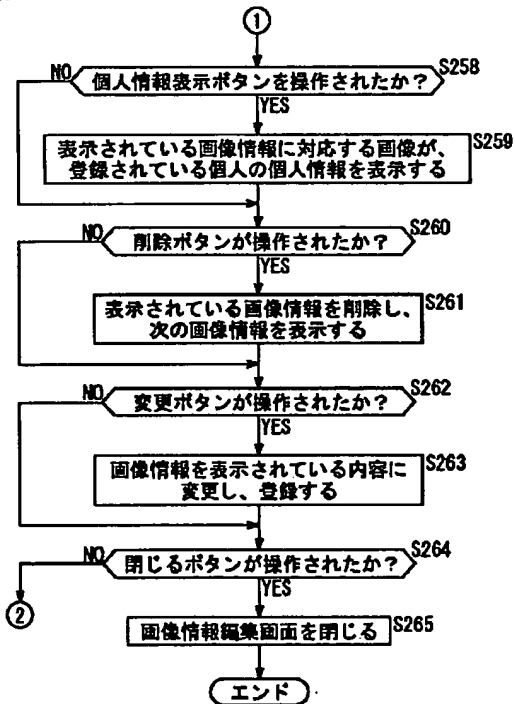 ①
個人情報表示ボタンを操作されたか？
S258
NO
YES
表示されている画像情報に対応する画像が、
登録されている個人の個人情報を表示する
S259
削除ボタンが操作されたか？
S260
NO
YES
表示されている画像情報を削除し、
次の画像情報を表示する
S261
変更ボタンが操作されたか？
S262
NO
YES
画像情報を表示されている内容に
変更し、登録する
S263
閉じるボタンが操作されたか？
S264
NO
YES
②
画像情報編集画面を閉じる
S265
エンド